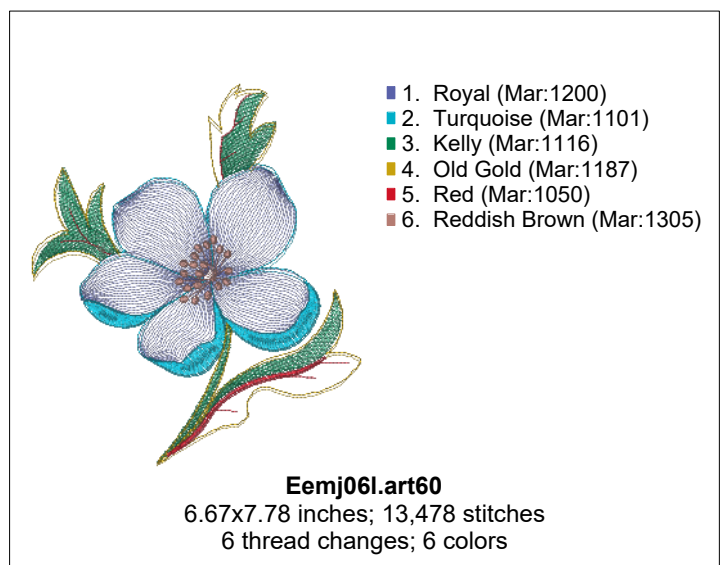 1. Royal (Mar:1200)
2. Turquoise (Mar:1101)
3. Kelly (Mar:1116)
4. Old Gold (Mar:1187)
5. Red (Mar:1050)
6. Reddish Brown (Mar:1305)
Eemj06l.art60
6.67x7.78 inches; 13,478 stitches
6 thread changes; 6 colors